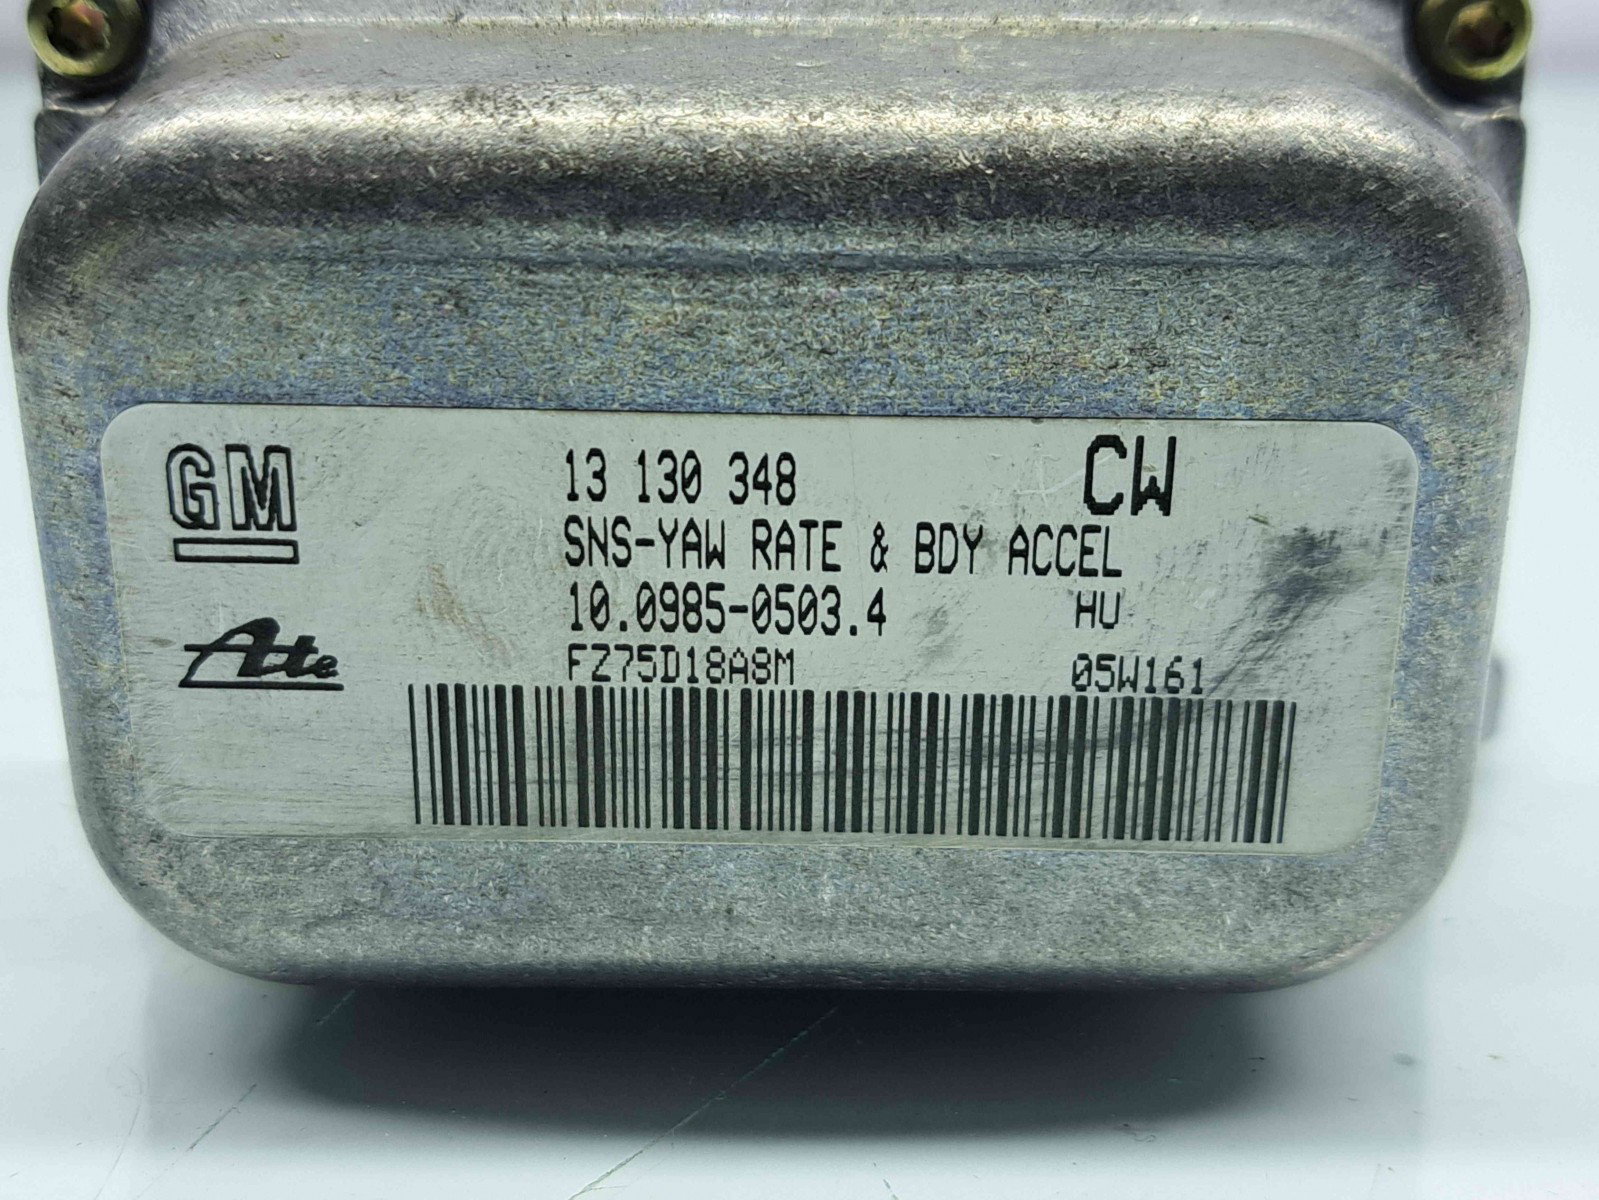 GM 13 130 348 CW
SNS-YAW RATE & BDY ACCEL
10.0985-0503.4 HU
Ate FZ75D18A8M 05W161